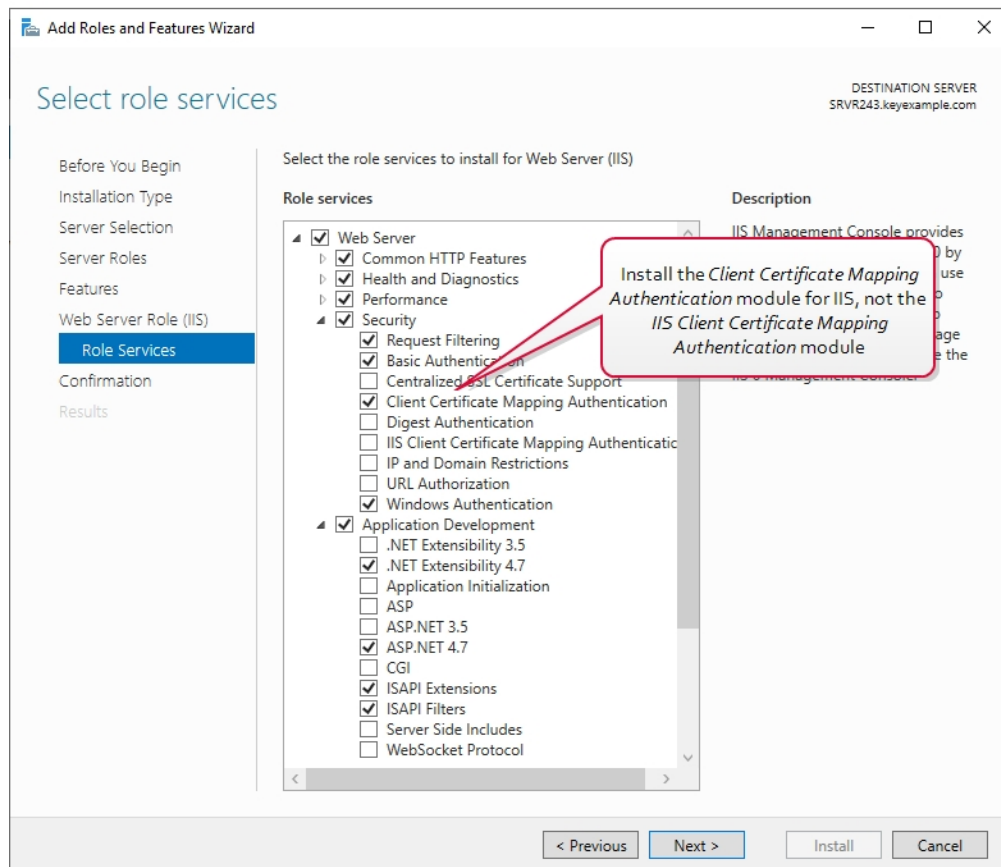 Add Roles and Features Wizard
Select role services
DESTINATION SERVER
SRVR243.keyexample.com
Before You Begin
Installation Type
Server Selection
Server Roles
Features
Web Server Role (IIS)
Role Services
Confirmation
Results
Select the role services to install for Web Server (IIS)
Role services
Web Server
Common HTTP Features
Health and Diagnostics
Performance
Security
Request Filtering
Basic Authentication
Centralized SSL Certificate Support
Client Certificate Mapping Authentication
Digest Authentication
IIS Client Certificate Mapping Authenticatic
IP and Domain Restrictions
URL Authorization
Windows Authentication
Application Development
.NET Extensibility 3.5
.NET Extensibility 4.7
Application Initialization
ASP
ASP.NET 3.5
ASP.NET 4.7
CGI
ISAPI Extensions
ISAPI Filters
Server Side Includes
WebSocket Protocol
Description
IIS Management Console provides
by
use
the
Install the Client Certificate Mapping
Authentication module for IIS, not the
IIS Client Certificate Mapping
Authentication module
< Previous
Next >
Install
Cancel